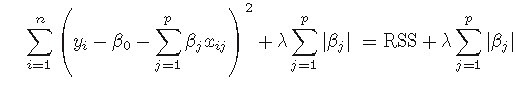 $$\sum_{i=1}^{n} \left( y_i - \beta_0 - \sum_{j=1}^{p} \beta_j x_{ij} \right)^2 + \lambda \sum_{j=1}^{p} |\beta_j| = \mathrm{RSS} + \lambda \sum_{j=1}^{p} |\beta_j|$$